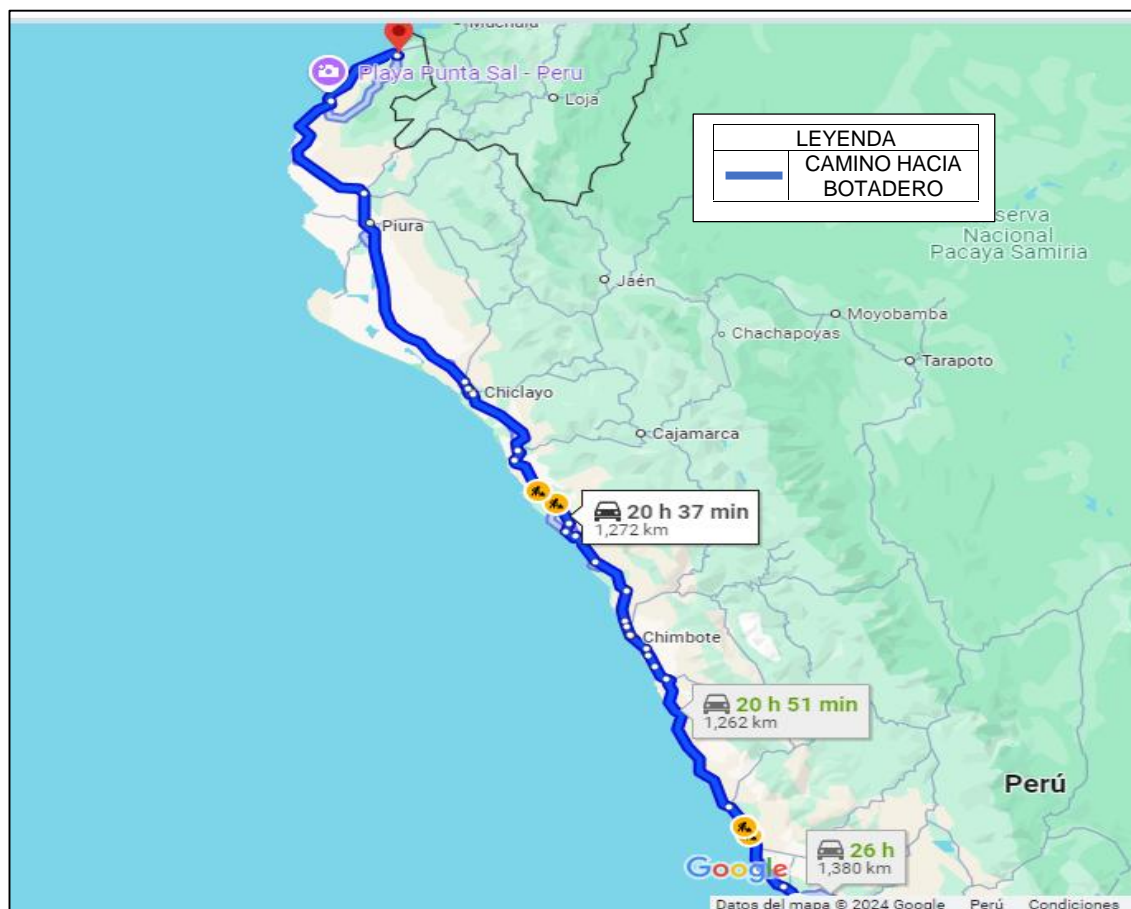 Machala
Playa Punta Sal - Peru
Loja
LEYENDA
CAMINO HACIA
BOTADERO
Piura
serva
Nacional
Pacaya Samiria
Jaén
Moyobamba
Chachapoyas
Tarapoto
Chiclayo
Cajamarca
20 h 37 min
1,272 km
Chimbote
20 h 51 min
1,262 km
Perú
26 h
1,380 km
Google
Datos del mapa © 2024 Google Perú Condiciones